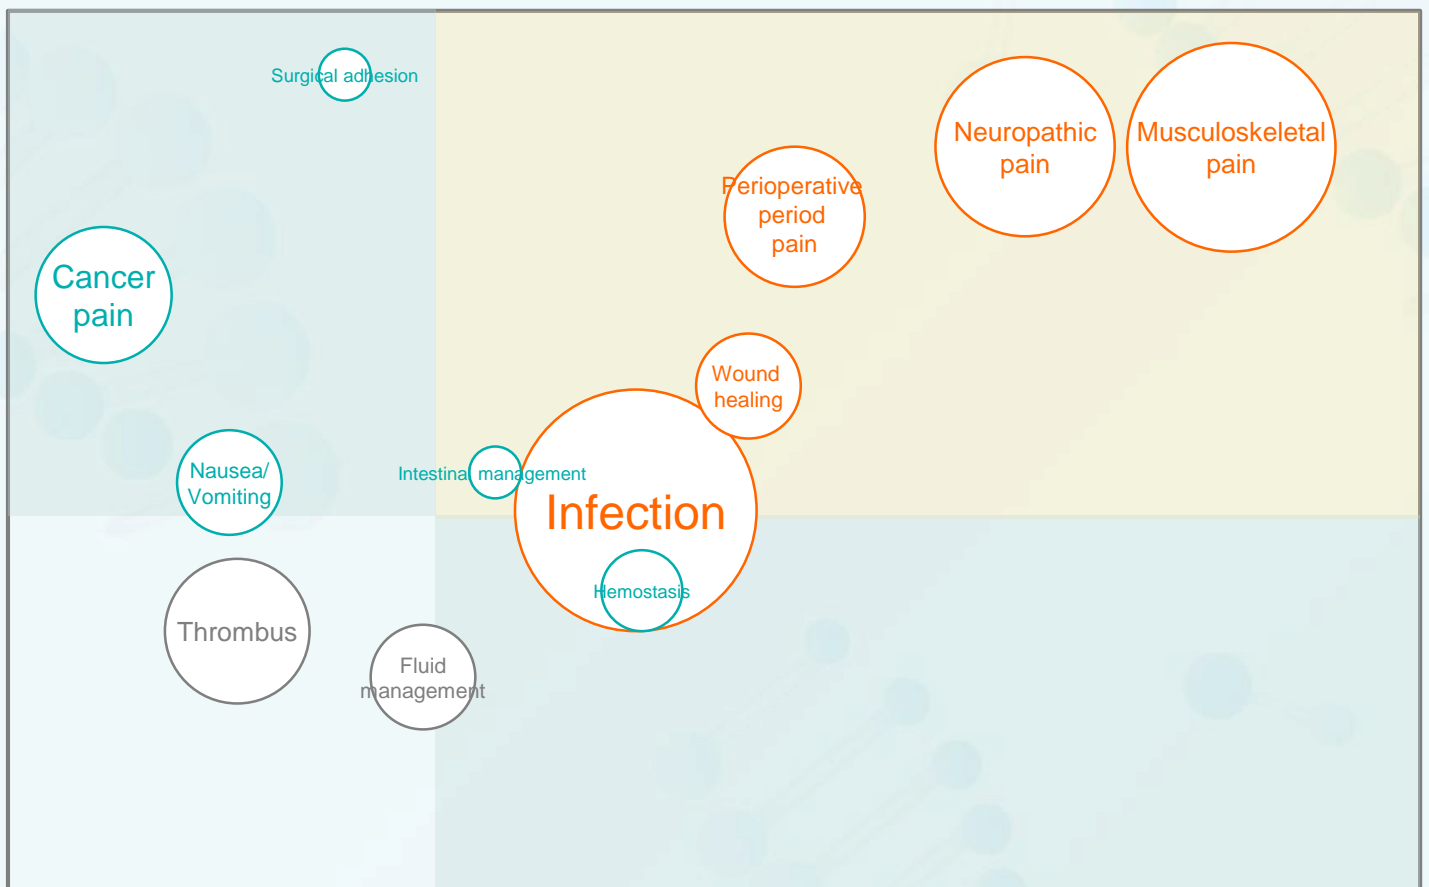 Surgical adhesion
Neuropathic
pain
Musculoskeletal
pain
Perioperative
period
pain
Cancer
pain
Wound
healing
Nausea/
Vomiting
Intestinal management
Infection
Hemostasis
Thrombus
Fluid
management